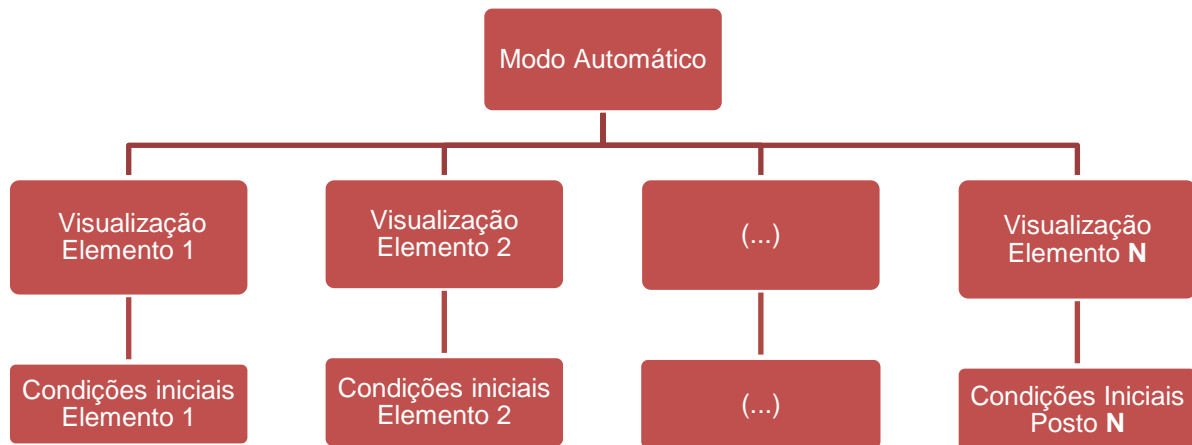 Modo Automático
Visualização
Elemento 1
Visualização
Elemento 2
(...)
Visualização
Elemento N
Condições iniciais
Elemento 1
Condições iniciais
Elemento 2
(...)
Condições Iniciais
Posto N